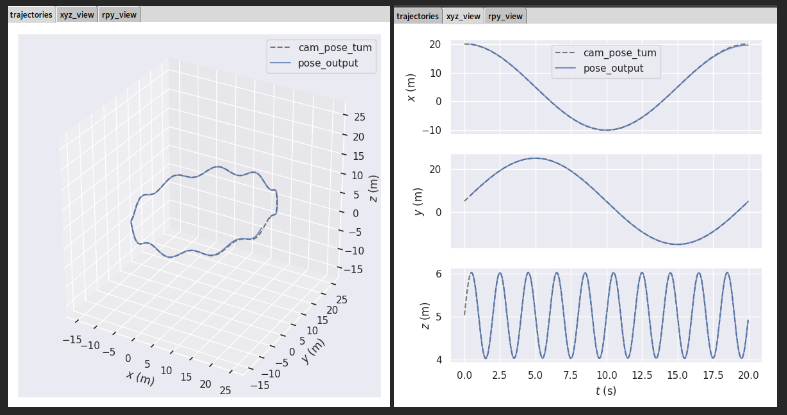 trajectories xyz_view rpy_view
cam_pose_tum
pose_output
25
20
15
10
5
0
−5
−10
−15
z (m)
−15 −10 −5 0 5 10 15 20 25
x (m)
−15 −10 −5 0 5 10 15 20 25
y (m)
trajectories xyz_view rpy_view
cam_pose_tum
pose_output
20
10
0
−10
x (m)
20
0
y (m)
6
5
4
z (m)
0.0 2.5 5.0 7.5 10.0 12.5 15.0 17.5 20.0
t (s)